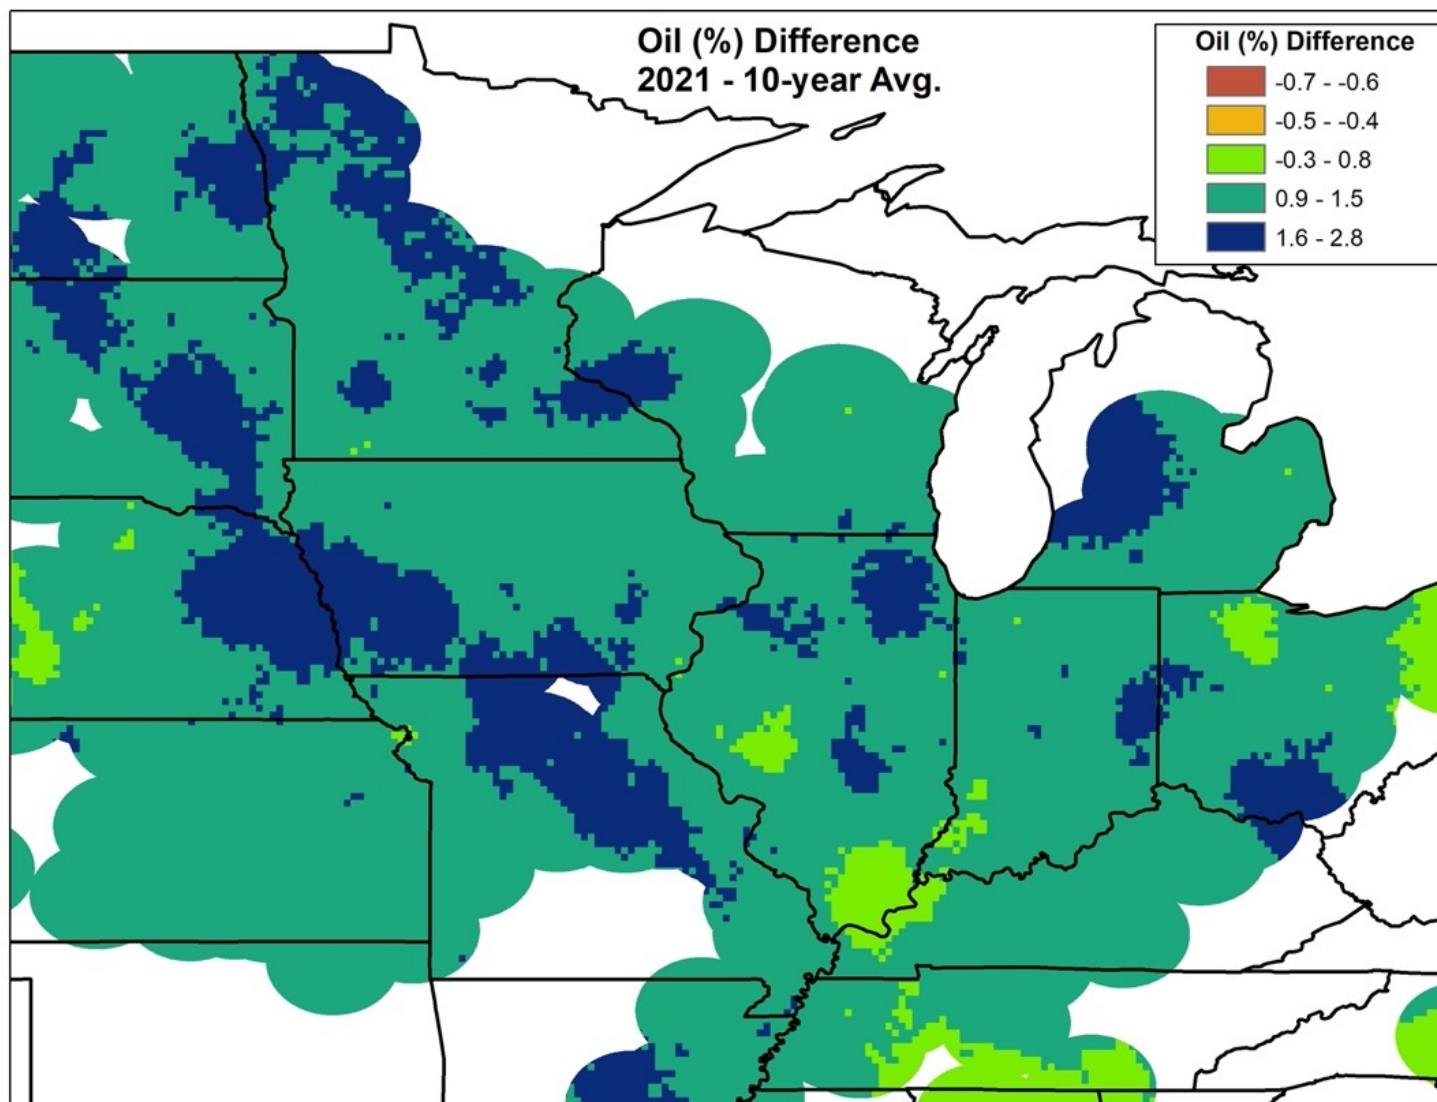 Oil (%) Difference
2021 - 10-year Avg.
Oil (%) Difference
-0.7 - -0.6
-0.5 - -0.4
-0.3 - 0.8
0.9 - 1.5
1.6 - 2.8